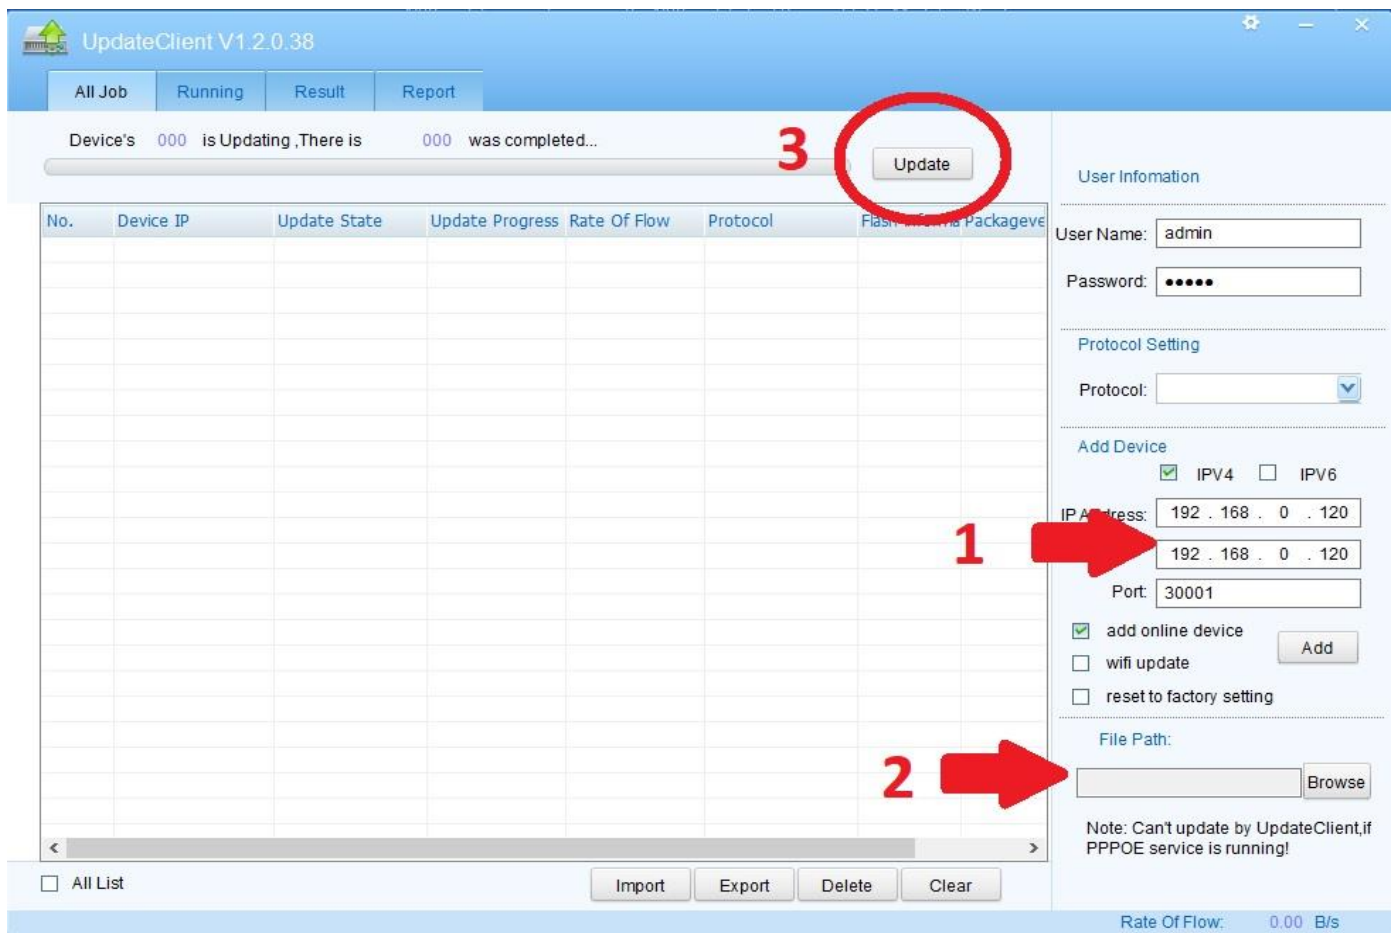 UpdateClient V1.2.0.38
All Job Running Result Report
Device's 000 is Updating ,There is 000 was completed...
3
Update
No. Device IP Update State Update Progress Rate Of Flow Protocol Packageve
User Infomation
User Name: admin
Password: •••••
Protocol Setting
Protocol:
Add Device
IPV4 IPV6
IP Address: 192 . 168 . 0 . 120
1
192 . 168 . 0 . 120
Port: 30001
add online device
Add
wifi update
reset to factory setting
File Path:
2
Browse
Note: Can't update by UpdateClient,if
PPPOE service is running!
All List
Import Export Delete Clear
Rate Of Flow: 0.00 B/s